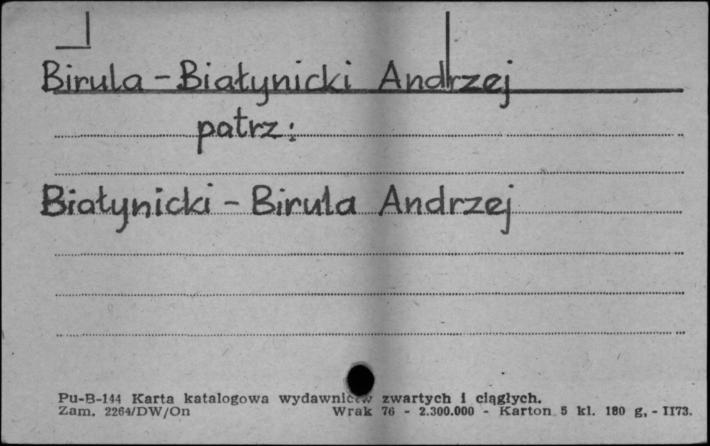 Birula - Białynicki Andrzej
patrz:
Białynicki - Birula Andrzej
Pu-B-144 Karta katalogowa wydawnictw zwartych i ciągłych.
Zam. 2264/DW/On Wrak 76 - 2.300.000 - Karton 5 kl. 180 g, - II73.